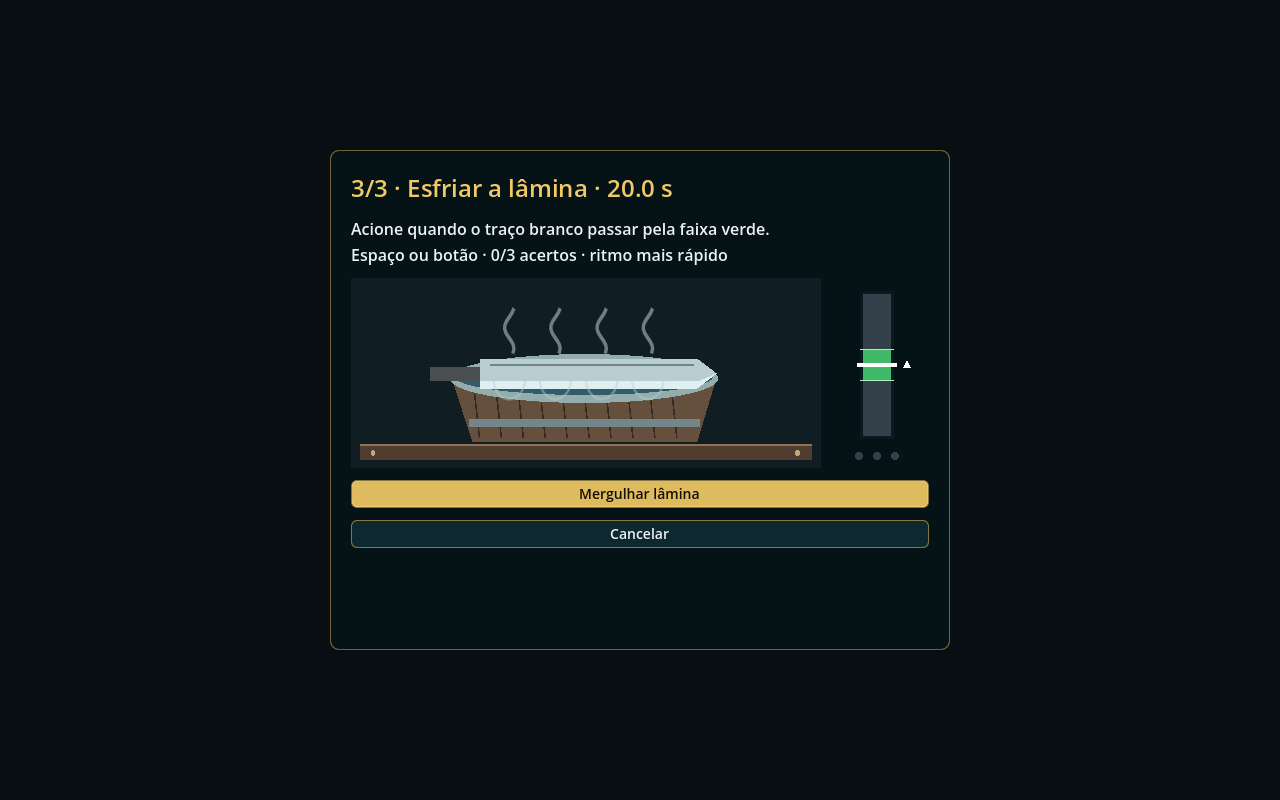 3/3 · Esfriar a lâmina · 20.0 s
Acione quando o traço branco passar pela faixa verde.
Espaço ou botão · 0/3 acertos · ritmo mais rápido
Mergulhar lâmina
Cancelar